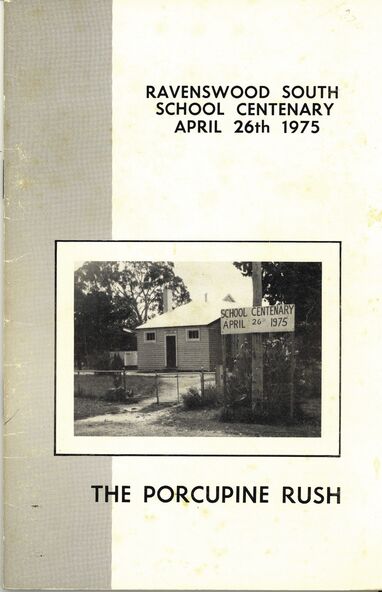 RAVENSWOOD SOUTH
SCHOOL CENTENARY
APRIL 26th 1975
SCHOOL CENTENARY
APRIL 26th 1975
THE PORCUPINE RUSH